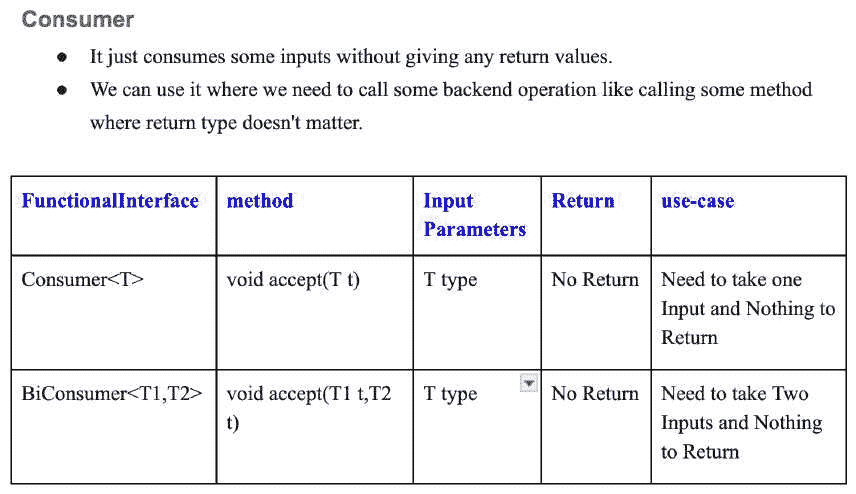 Consumer
● It just consumes some inputs without giving any return values.
● We can use it where we need to call some backend operation like calling some method
where return type doesn't matter.
FunctionalInterface method Input Return use-case
Parameters
Consumer<T> void accept(T t) T type No Return Need to take one
Input and Nothing to
Return
BiConsumer<T1,T2> void accept(T1 t,T2 T type No Return Need to take Two
t) Inputs and Nothing
to Return